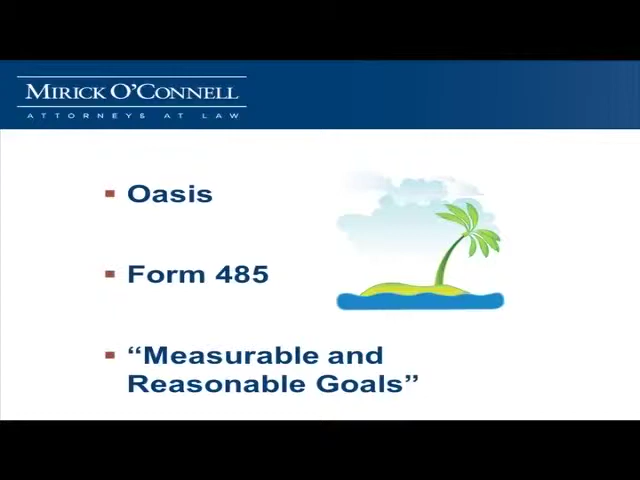 MIRICK O'CONNELL
ATTORNEYS AT LAW
Oasis
Form 485
“Measurable and
Reasonable Goals”